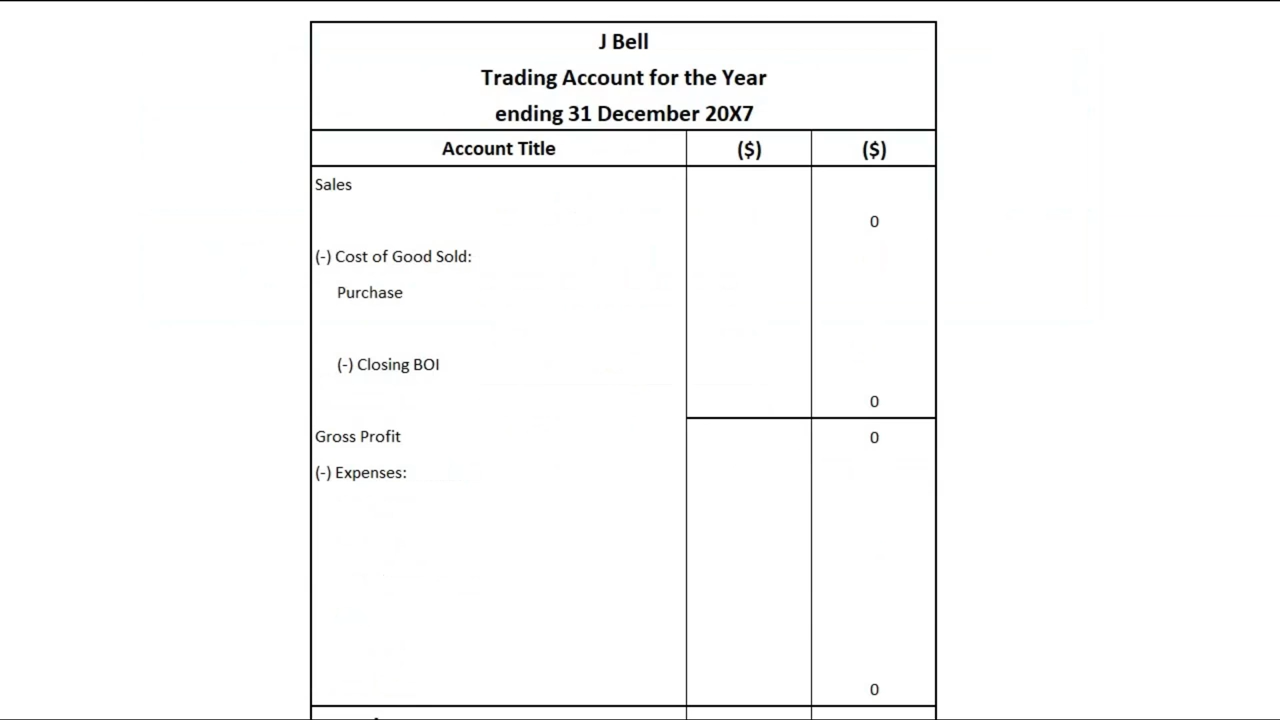 J Bell
Trading Account for the Year
ending 31 December 20X7
Account Title ($) ($)
Sales
0
(-) Cost of Good Sold:
Purchase
(-) Closing BOI
0
Gross Profit 0
(-) Expenses:
0